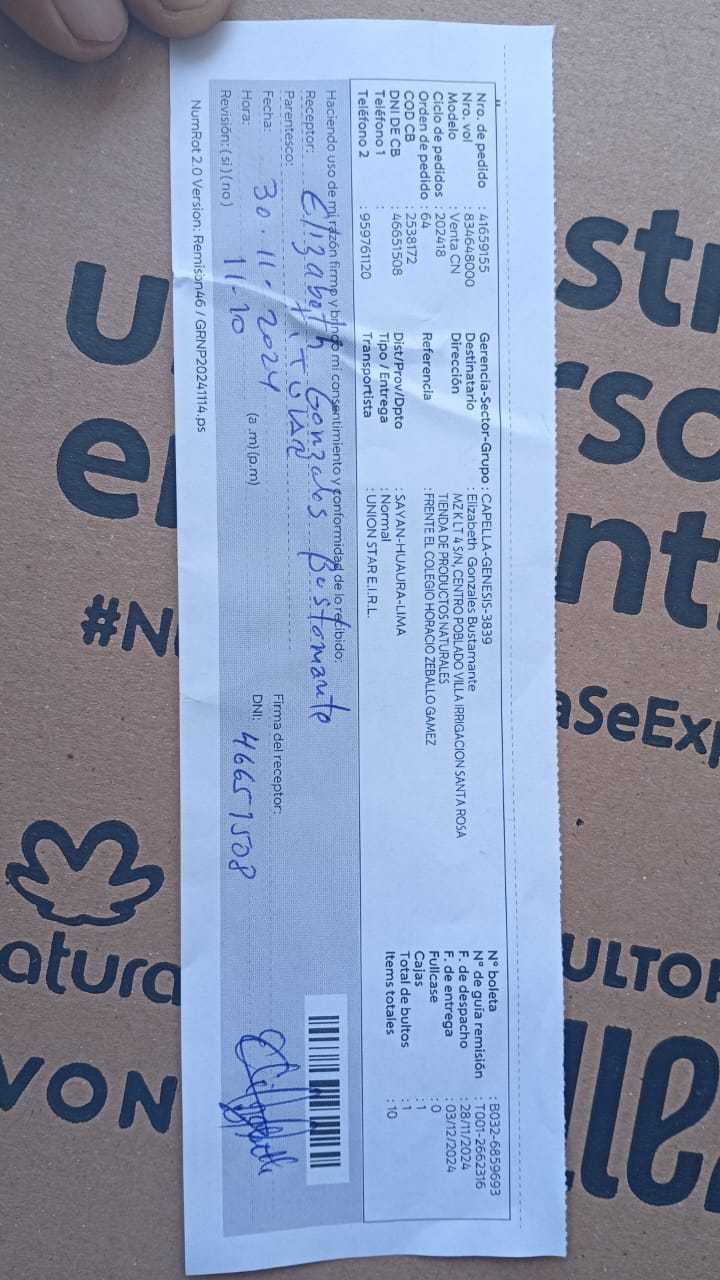 Nro. de pedido : 41659155
Nro. vol : 834648000
Modelo : Venta CN
Ciclo de pedidos : 202418
Orden de pedido : 64
COD CB : 2538172
DNI DE CB : 46651508
Teléfono 1 :
Teléfono 2 : 959761120
Gerencia-Sector-Grupo : CAPELLA-GENESIS-3839
Destinatario : Elizabeth Gonzales Bustamante
Dirección MZ K LT 4 S/N, CENTRO POBLADO VILLA IRRIGACION SANTA ROSA
TIENDA DE PRODUCTOS NATURALES
Referencia : FRENTE EL COLEGIO HORACIO ZEBALLO GAMEZ
Dist/Prov/Dpto : SAYAN-HUAURA-LIMA
Tipo / Entrega : Normal
Transportista : UNION STAR E.I.R.L.
N° boleta : B032-6859693
N° de guía remisión : T001-2662316
F. de despacho : 28/11/2024
F. de entrega : 03/12/2024
Fullcase : 0
Cajas : 1
Total de bultos : 1
Items totales : 10
Haciendo uso de mi razón firmo y brindo mi consentimiento y conformidad de lo recibido:
Receptor: Elizabeth Gonzales Bustamante
Parentesco: TITULAR
Fecha: 30-11-2024
Hora: 11-10 (a .m) (p.m)
Revisión: ( si ) ( no )
Firma del receptor:
DNI: 46651508
NumRot 2.0 Version: Remison46 / GRNP20241114.ps
#N
aSeExp
natura
VON
ULTOR